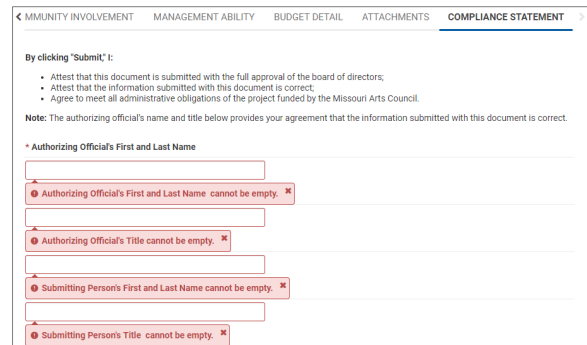 MMUNITY INVOLVEMENT MANAGEMENT ABILITY BUDGET DETAIL ATTACHMENTS COMPLIANCE STATEMENT
By clicking "Submit," I:
• Attest that this document is submitted with the full approval of the board of directors;
• Attest that the information submitted with this document is correct;
• Agree to meet all administrative obligations of the project funded by the Missouri Arts Council.
Note: The authorizing official's name and title below provides your agreement that the information submitted with this document is correct.
* Authorizing Official's First and Last Name
Authorizing Official's First and Last Name cannot be empty.
Authorizing Official's Title cannot be empty.
Submitting Person's First and Last Name cannot be empty.
Submitting Person's Title cannot be empty.